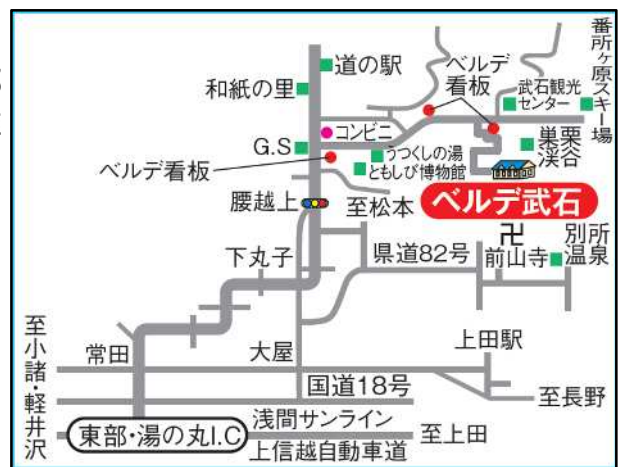 番所ヶ原スキー場
道の駅
ベルデ
看板
武石観光
センター
和紙の里
コンビニ
G.S
うつくしの湯
ともしび博物館
巣栗
渓谷
ベルデ看板
腰越上
至松本
ベルデ武石
卍
県道82号
前山寺
別所
温泉
下丸子
至小諸・軽井沢
常田
大屋
上田駅
国道18号
至長野
東部・湯の丸I.C
浅間サンライン
上信越自動車道
至上田